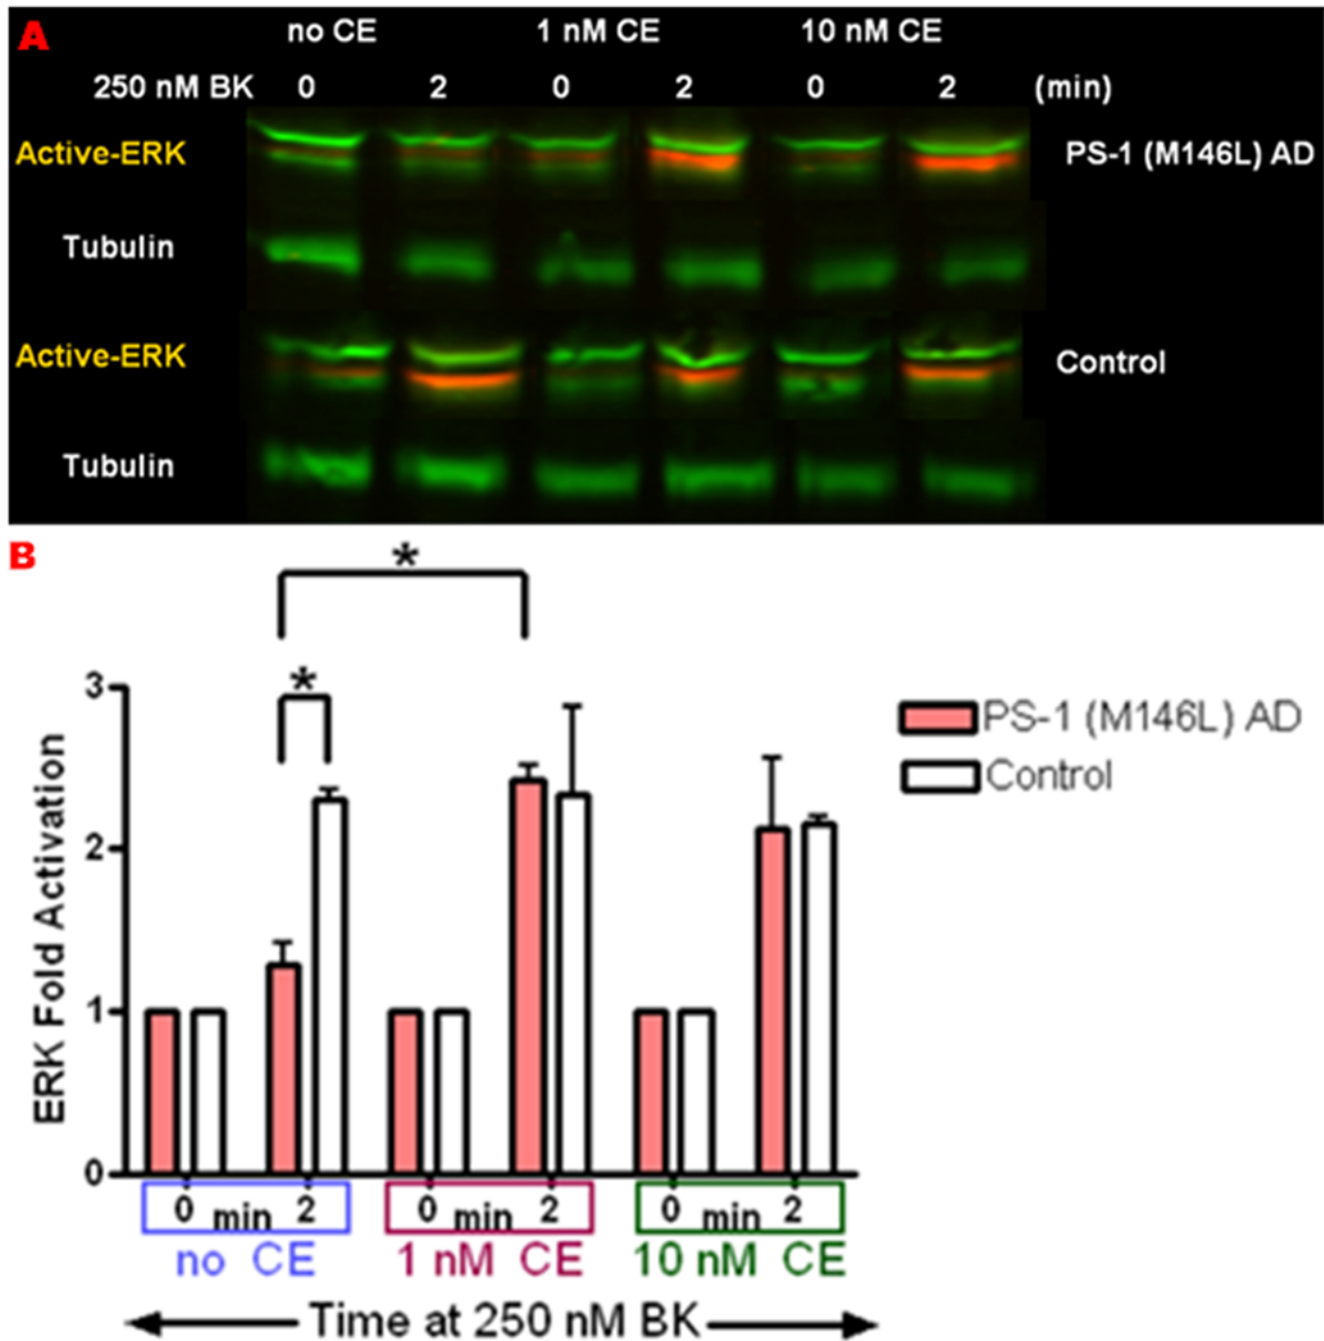 A
no CE 1 nM CE 10 nM CE
250 nM BK 0 2 0 2 0 2 (min)
Active-ERK PS-1 (M146L) AD
Tubulin
Active-ERK Control
Tubulin
B
*
*
3
2
1
0
ERK Fold Activation
PS-1 (M146L) AD
Control
0 min 2 0 min 2 0 min 2
no CE 1 nM CE 10 nM CE
Time at 250 nM BK